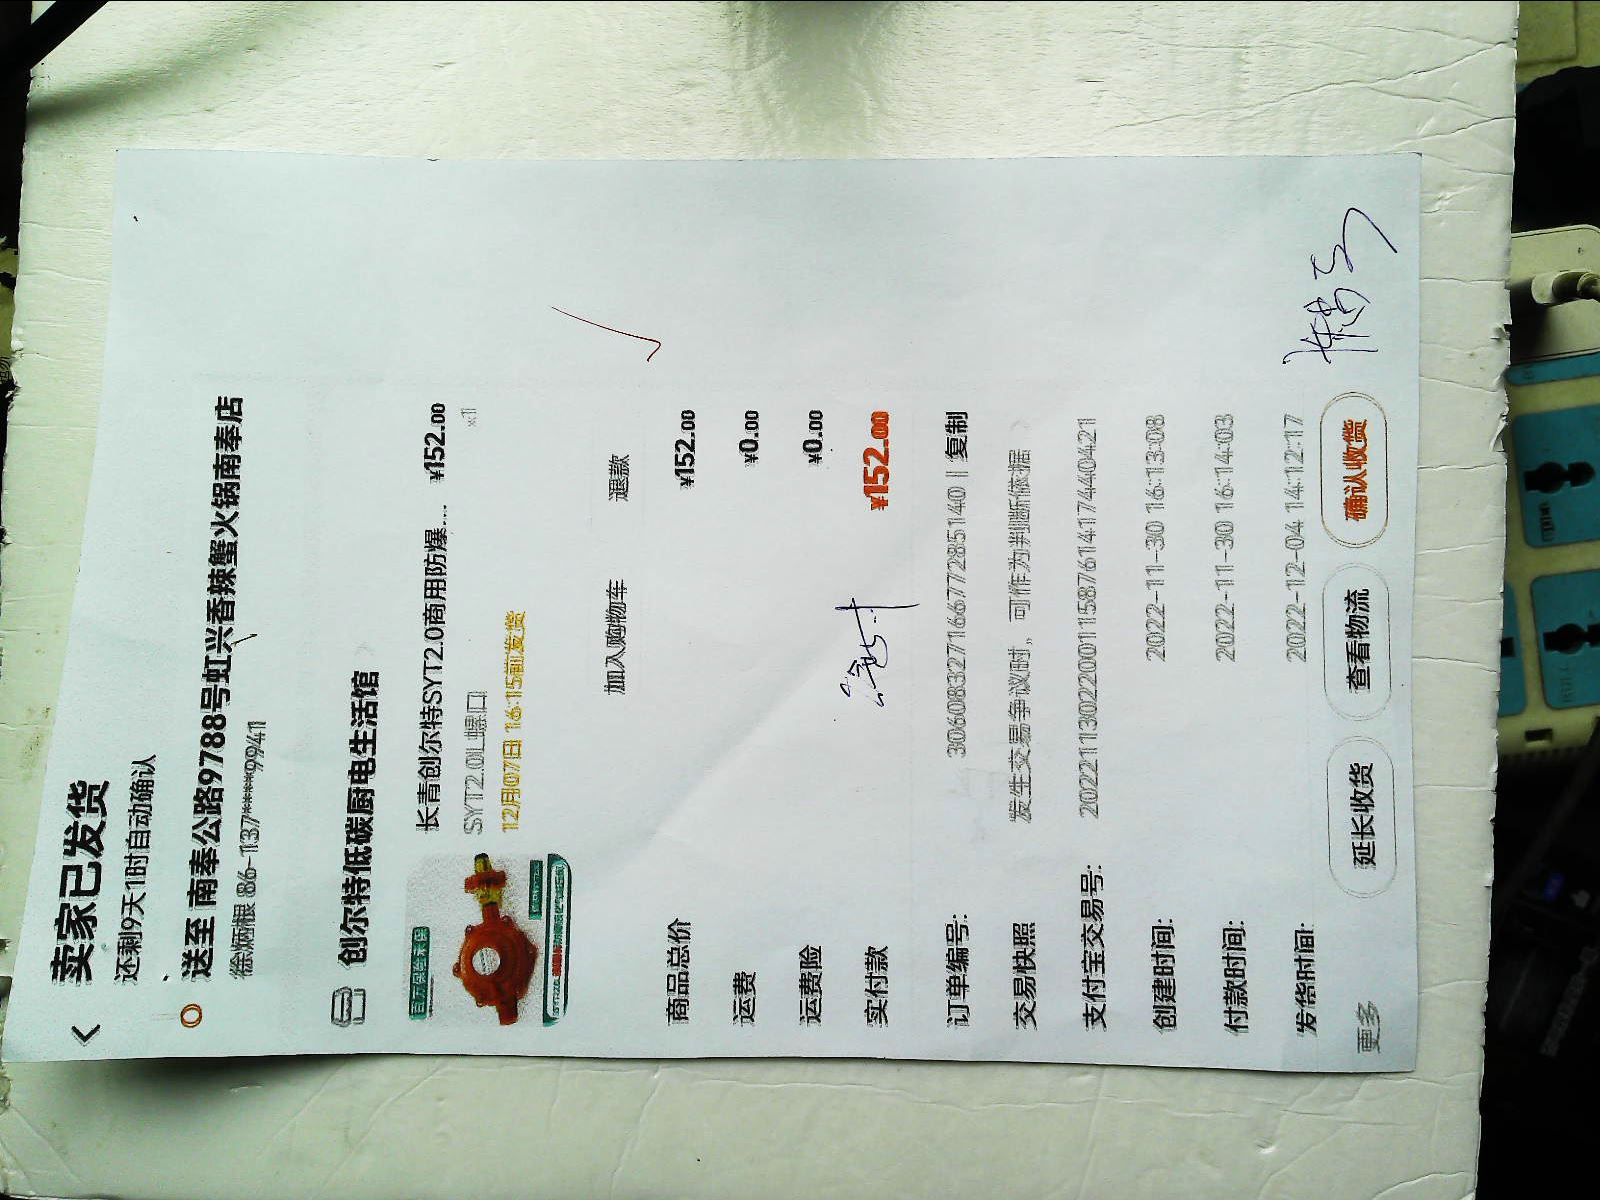 卖家已发货
还剩9天1时自动确认
送至 南奉公路9788号虹兴香辣蟹火锅南奉店
86-137****9941
创尔特低碳厨电生活馆
长青创尔特SYT2.0商用防爆... ¥152.00
SYT2.0L螺口 ×1
12月07日 16:15前发货
加入购物车 退款
商品总价 ¥152.00
运费 ¥0.00
运费险 ¥0.00
实付款 ¥152.00
订单编号: 3060832716677285140 | 复制
交易快照 发生交易争议时，可作为判断依据
支付宝交易号: 2022113022001158761417440421
创建时间: 2022-11-30 16:13:08
付款时间: 2022-11-30 16:14:03
发货时间: 2022-12-04 14:12:17
更多 延长收货 查看物流 确认收货